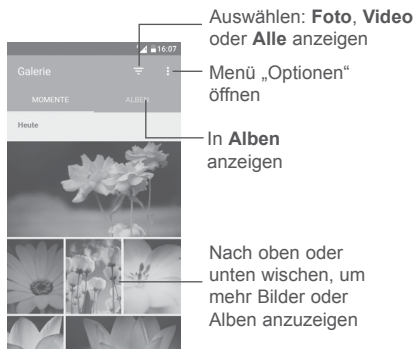 Auswählen: Foto, Video
oder Alle anzeigen
16:07
Galerie
Menü „Optionen“
öffnen
MOMENTE
ALBEN
Heute
In Alben
anzeigen
Nach oben oder
unten wischen, um
mehr Bilder oder
Alben anzuzeigen